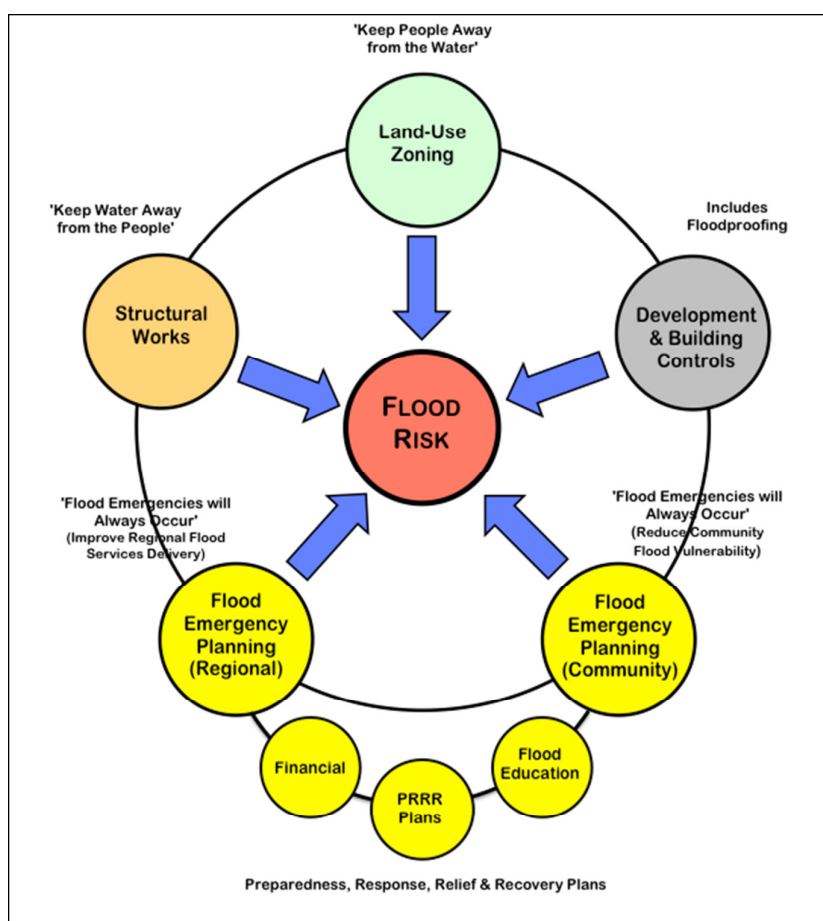 'Keep People Away
from the Water'
Land-Use
Zoning
'Keep Water Away
from the People'
Includes
Floodproofing
Structural
Works
Development
& Building
Controls
FLOOD
RISK
'Flood Emergencies will
Always Occur'
(Improve Regional Flood
Services Delivery)
'Flood Emergencies will
Always Occur'
(Reduce Community
Flood Vulnerability)
Flood
Emergency
Planning
(Regional)
Flood
Emergency
Planning
(Community)
Financial
PRRR
Plans
Flood
Education
Preparedness, Response, Relief & Recovery Plans